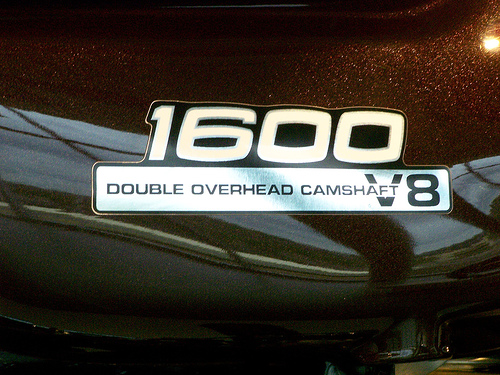 1600
DOUBLE OVERHEAD CAMSHAFT V8